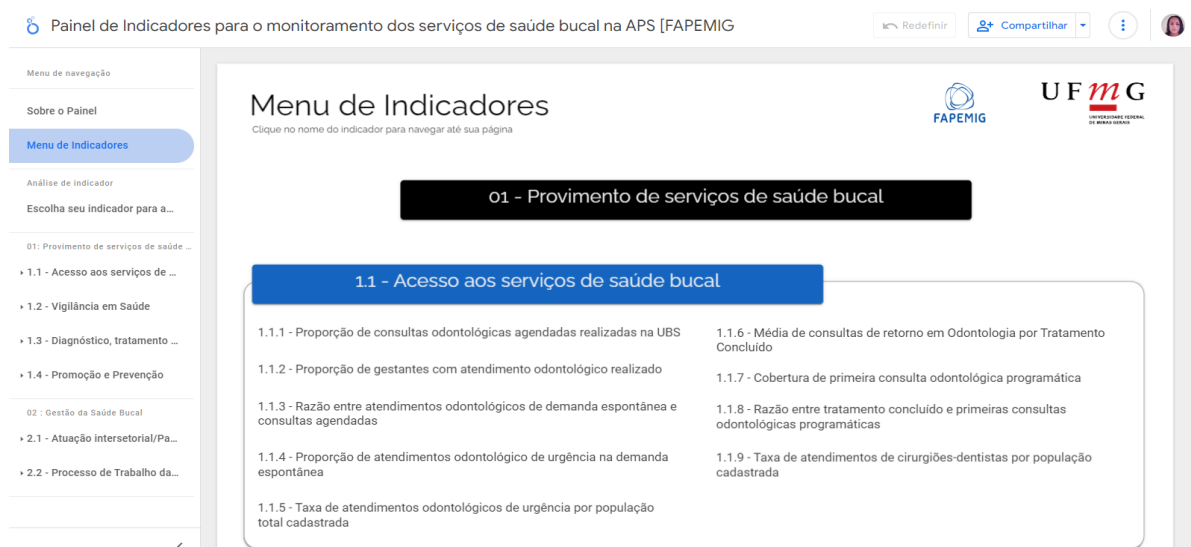 Painel de Indicadores para o monitoramento dos serviços de saúde bucal na APS [FAPEMIG
Redefinir
Compartilhar
Menu de navegação
Sobre o Painel
Menu de Indicadores
Análise de indicador
Escolha seu indicador para a...
01: Provimento de serviços de saúde ...
1.1 - Acesso aos serviços de ...
1.2 - Vigilância em Saúde
1.3 - Diagnóstico, tratamento ...
1.4 - Promoção e Prevenção
02 : Gestão da Saúde Bucal
2.1 - Atuação intersetorial/Pa...
2.2 - Processo de Trabalho da...
Menu de Indicadores
Clique no nome do indicador para navegar até sua página
FAPEMIG
UFmG
UNIVERSIDADE FEDERAL
DE MINAS GERAIS
01 - Provimento de serviços de saúde bucal
1.1 - Acesso aos serviços de saúde bucal
1.1.1 - Proporção de consultas odontológicas agendadas realizadas na UBS
1.1.2 - Proporção de gestantes com atendimento odontológico realizado
1.1.3 - Razão entre atendimentos odontológicos de demanda espontânea e
consultas agendadas
1.1.4 - Proporção de atendimentos odontológico de urgência na demanda
espontânea
1.1.5 - Taxa de atendimentos odontológicos de urgência por população
total cadastrada
1.1.6 - Média de consultas de retorno em Odontologia por Tratamento
Concluído
1.1.7 - Cobertura de primeira consulta odontológica programática
1.1.8 - Razão entre tratamento concluído e primeiras consultas
odontológicas programáticas
1.1.9 - Taxa de atendimentos de cirurgiões-dentistas por população
cadastrada